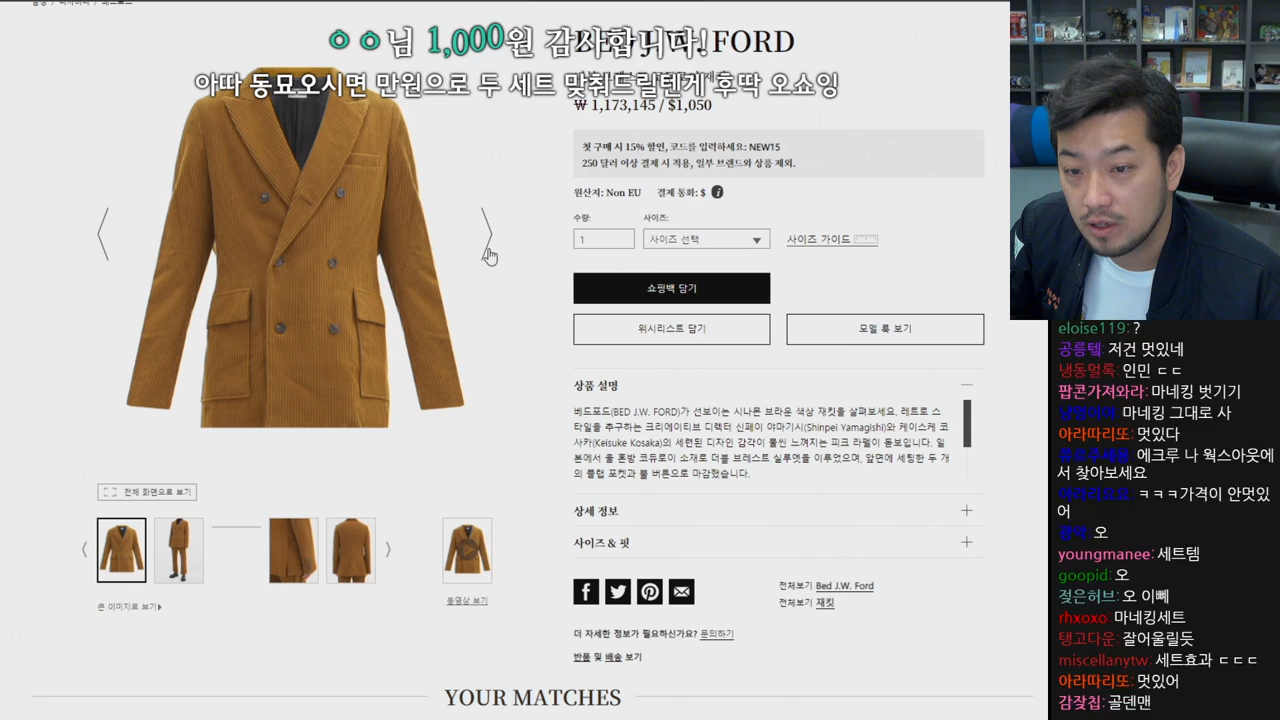 ㅇㅇ님 1,000원 감사합니다!
아따 동묘오시면 만원으로 두 세트 맞춰드릴텐게 후딱 오쇼잉
BED J.W. FORD
₩ 1,173,145 / $1,050
첫 구매 시 15% 할인, 코드를 입력하세요: NEW15
250 달러 이상 결제 시 적용, 일부 브랜드와 상품 제외.
원산지: Non EU 결제 통화: $ i
수량: 사이즈:
1 사이즈 선택 사이즈 가이드
쇼핑백 담기
위시리스트 담기 모델 룩 보기
상품 설명
베드포드(BED J.W. FORD)가 선보이는 시나몬 브라운 색상 재킷을 살펴보세요. 레트로 스
타일을 추구하는 크리에이티브 디렉터 신페이 야마기시(Shinpei Yamagishi)와 케이스케 코
사카(Keisuke Kosaka)의 세련된 디자인 감각이 물씬 느껴지는 피크 라펠이 돋보입니다. 일
본에서 울 혼방 코듀로이 소재로 더블 브레스트 실루엣을 이루었으며, 앞면에 세팅한 두 개
의 플랩 포켓과 뿔 버튼으로 마감했습니다.
상세 정보
사이즈 & 핏
전체 화면으로 보기
큰 이미지로 보기
동영상 보기
전체보기 Bed J.W. Ford
전체보기 재킷
더 자세한 정보가 필요하신가요? 문의하기
반품 및 배송 보기
YOUR MATCHES
eloise119: ?
공릉텤: 저건 멋있네
냉동멀록: 인민 ㄷㄷ
팝콘가져와라: 마네킹 벗기기
마네킹 그대로 사
아라따리또: 멋있다
에크루 나 웍스아웃에
서 찾아보세요
ㅋㅋㅋ가격이 안멋있
어
오
youngmanee: 세트템
goopid: 오
젖은허브: 오 이뻬
rhxoxo: 마네킹세트
탱고다운: 잘어울릴듯
miscellanytw: 세트효과 ㄷㄷㄷ
아라따리또: 멋있어
감잦칩: 골덴맨